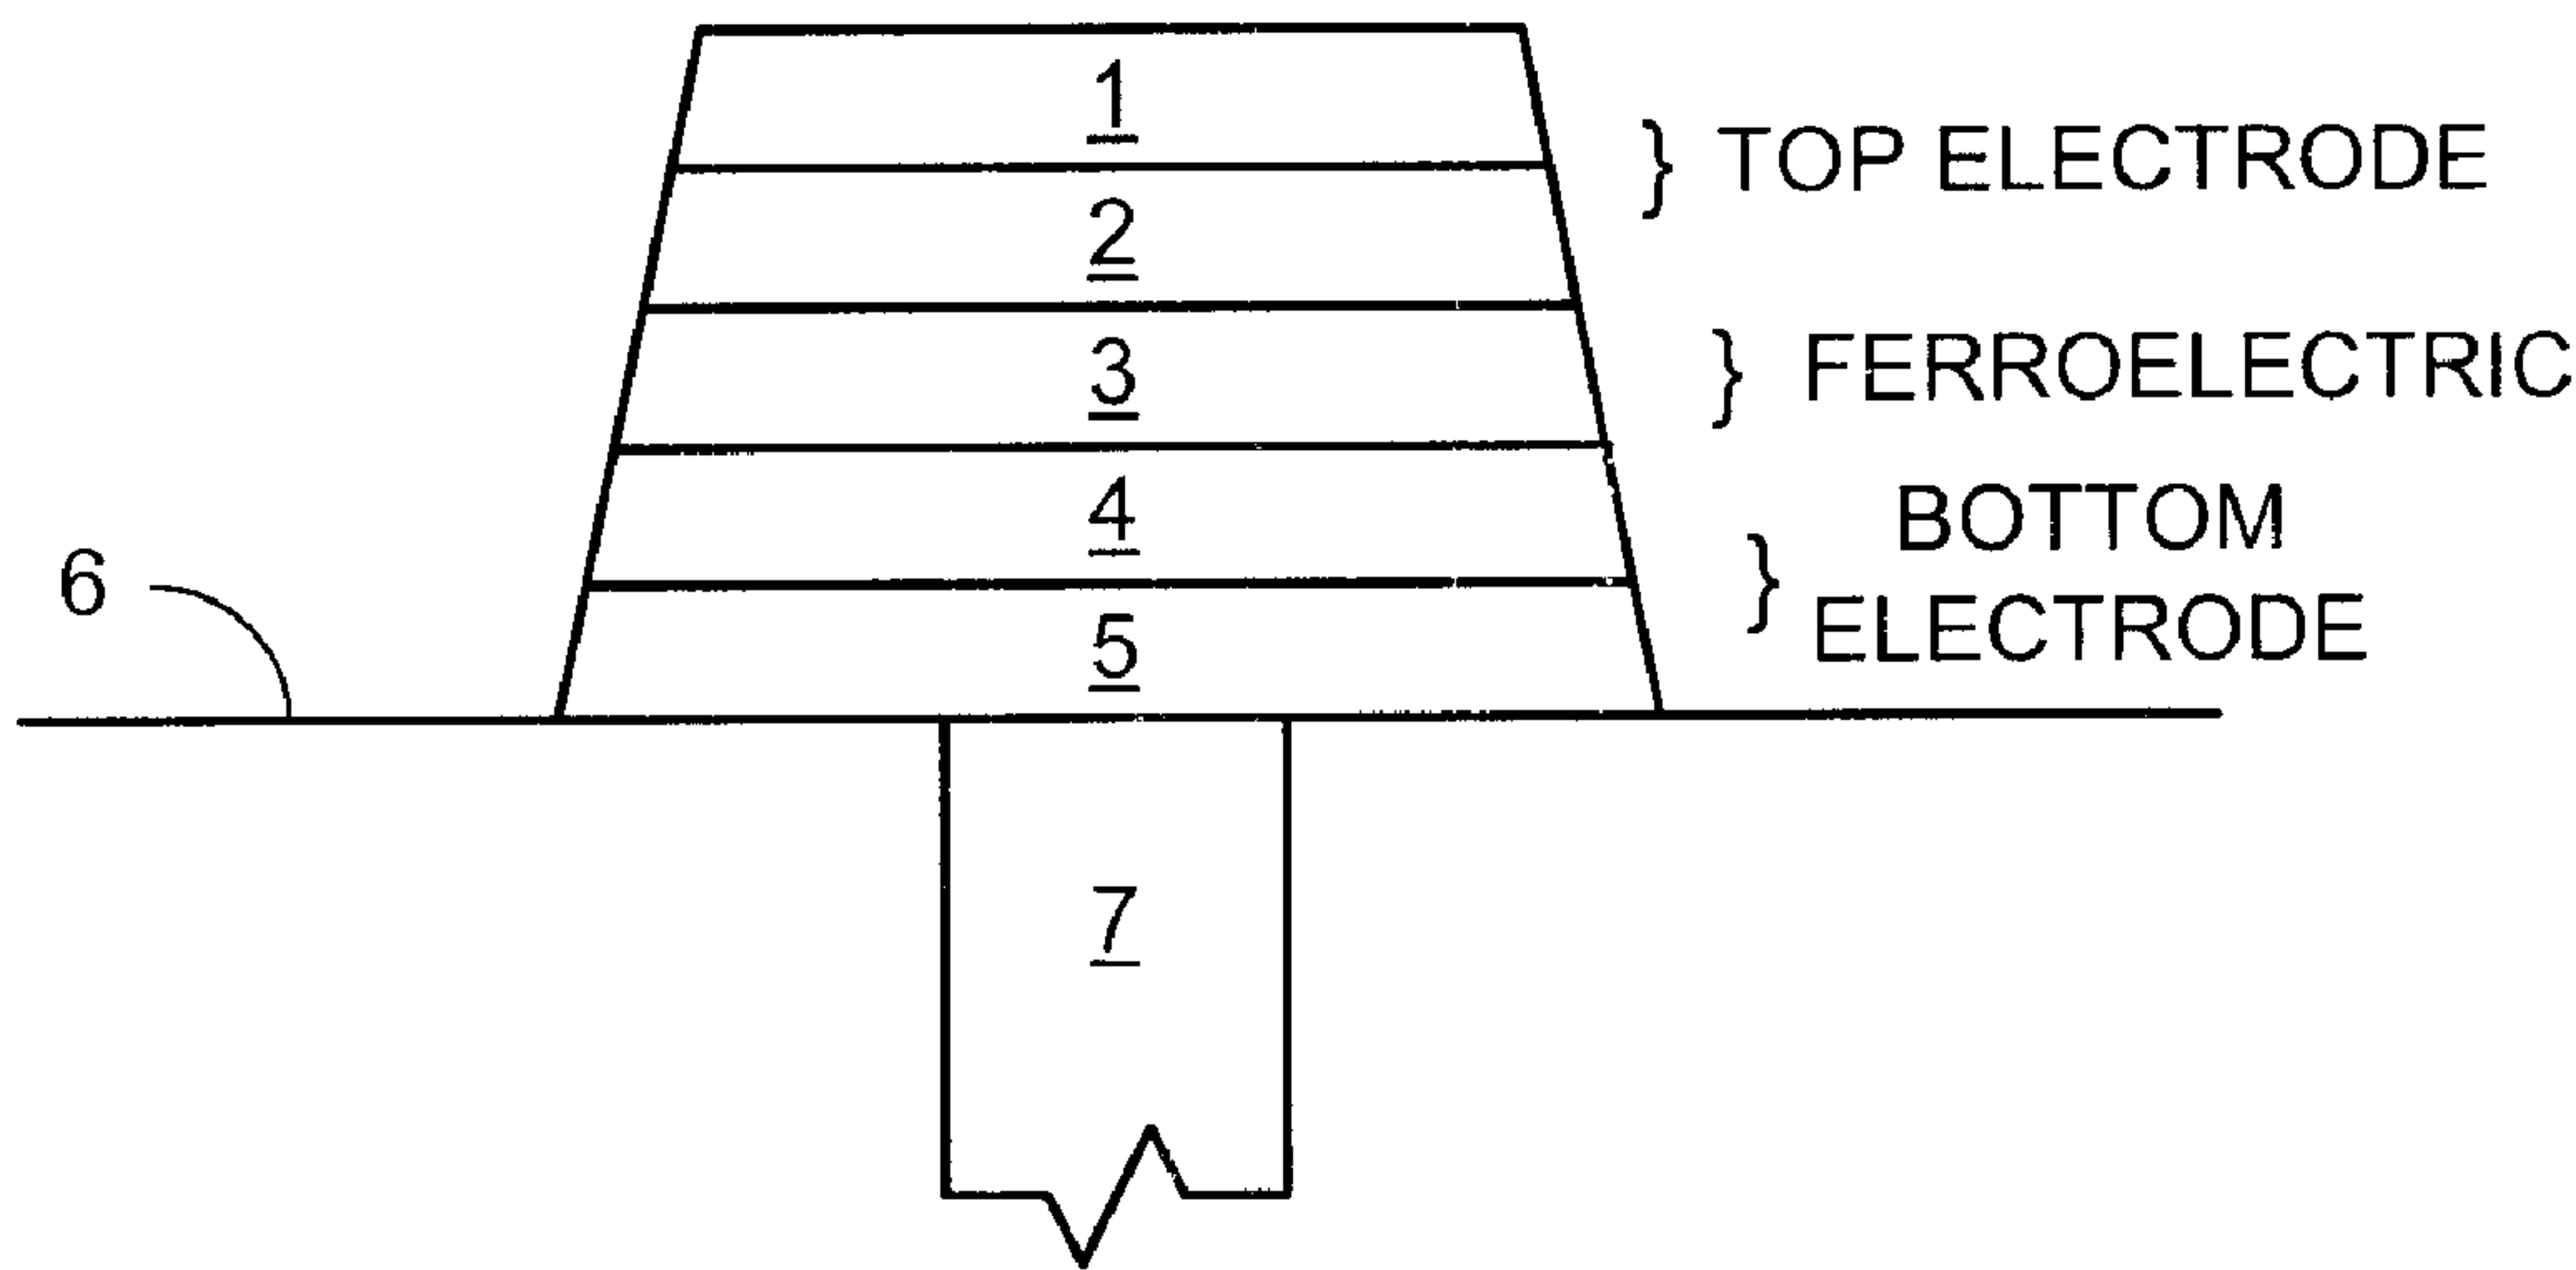 1
} TOP ELECTRODE
2
3
} FERROELECTRIC
4
} BOTTOM
ELECTRODE
6
5
7